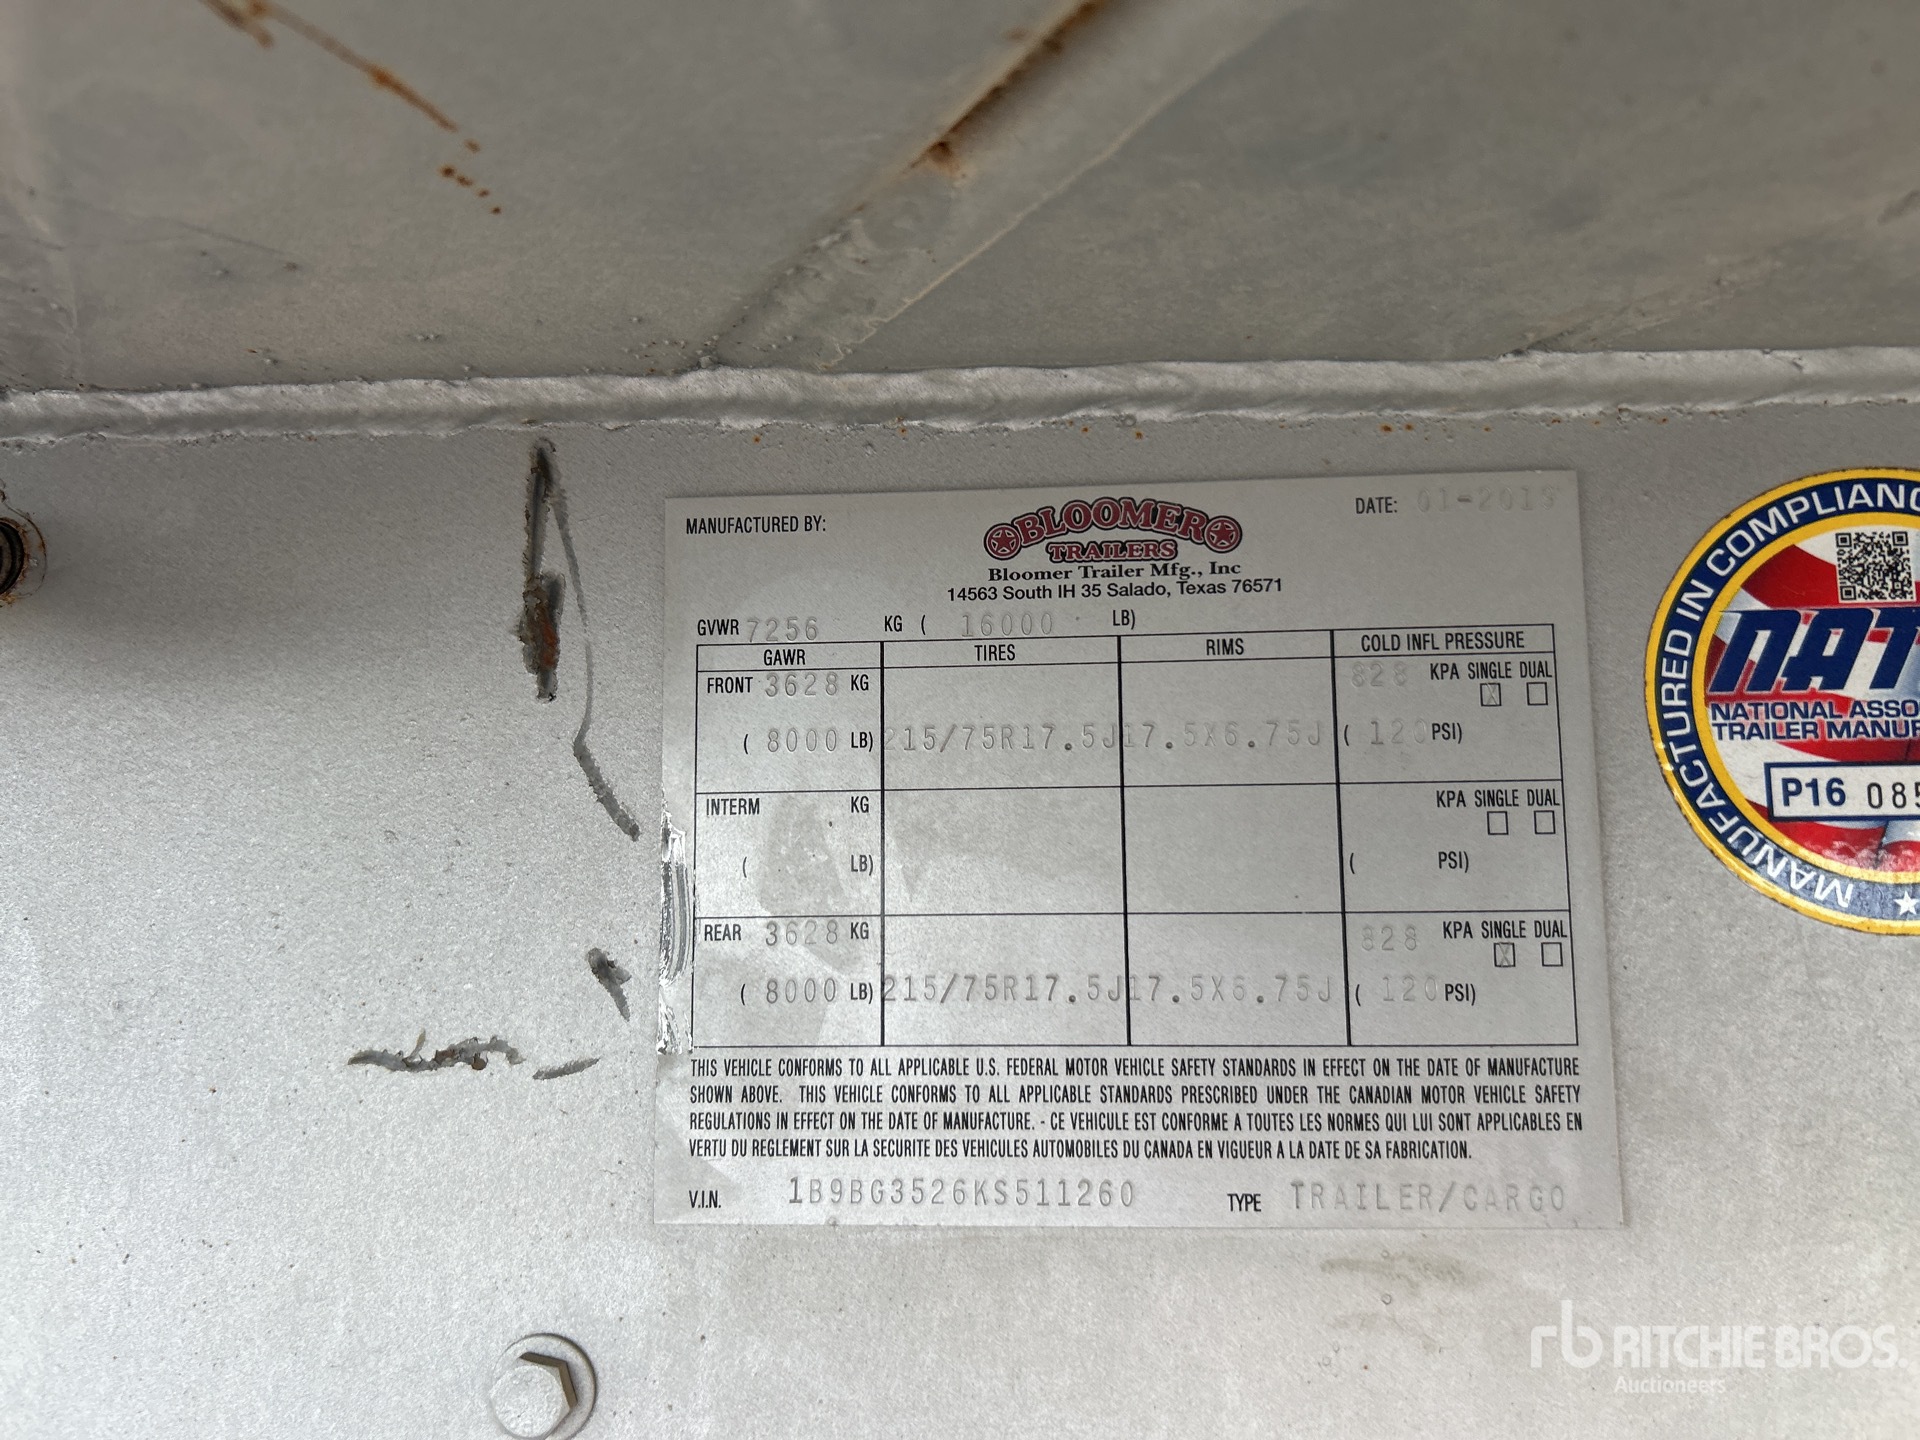 MANUFACTURED BY:
BLOOMER
TRAILERS
Bloomer Trailer Mfg., Inc
14563 South IH 35 Salado, Texas 76571
DATE:
GVWR 7256 KG ( 16000 LB)
GAWR TIRES RIMS COLD INFL PRESSURE
FRONT 3628 KG 828 KPA SINGLE DUAL
X
( 8000 LB) 215/75R17.5J 17.5X6.75J ( 120 PSI)
INTERM KG KPA SINGLE DUAL
( LB) ( PSI)
REAR 3628 KG 828 KPA SINGLE DUAL
X
( 8000 LB) 215/75R17.5J 17.5X6.75J ( 120 PSI)
THIS VEHICLE CONFORMS TO ALL APPLICABLE U.S. FEDERAL MOTOR VEHICLE SAFETY STANDARDS IN EFFECT ON THE DATE OF MANUFACTURE
SHOWN ABOVE. THIS VEHICLE CONFORMS TO ALL APPLICABLE STANDARDS PRESCRIBED UNDER THE CANADIAN MOTOR VEHICLE SAFETY
REGULATIONS IN EFFECT ON THE DATE OF MANUFACTURE. - CE VEHICULE EST CONFORME A TOUTES LES NORMES QUI LUI SONT APPLICABLES EN
VERTU DU REGLEMENT SUR LA SECURITE DES VEHICULES AUTOMOBILES DU CANADA EN VIGUEUR A LA DATE DE SA FABRICATION.
V.I.N. 1B9BG3526KS511260 TYPE TRAILER/CARGO
MANUFACTURED IN COMPLIANC
NAT
NATIONAL ASSO
TRAILER MANUF
P16 085
rb RITCHIE BROS.
Auctioneers